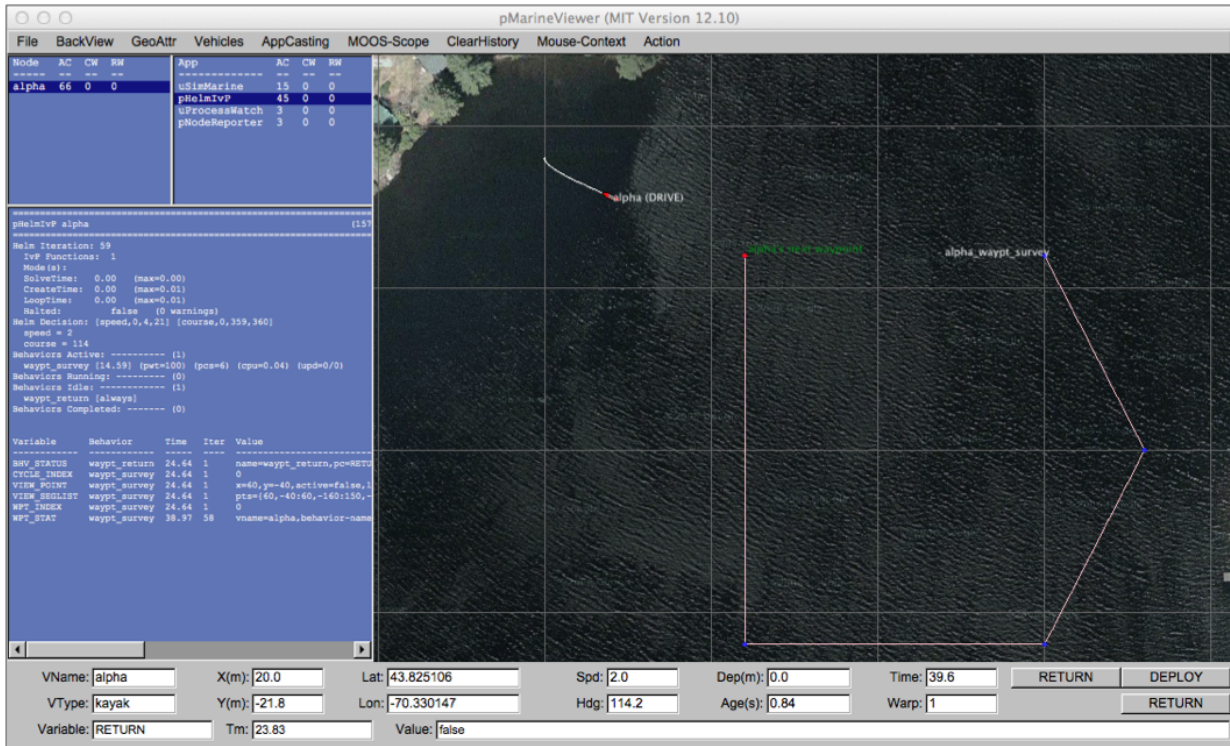 pMarineViewer (MIT Version 12.10)
File BackView GeoAttr Vehicles AppCasting MOOS-Scope ClearHistory Mouse-Context Action
Node AC CW RW
----- -- -- --
alpha 66 0 0
App AC CW RW
------------- -- -- --
uSimMarine 15 0 0
pHelmIvP 45 0 0
uProcessWatch 3 0 0
pNodeReporter 3 0 0
pHelmIvP alpha (157
Helm Iteration: 59
IvP Functions: 1
Mode(s):
SolveTime: 0.00 (max=0.00)
CreateTime: 0.00 (max=0.01)
LoopTime: 0.00 (max=0.01)
Halted: false (0 warnings)
Helm Decision: [speed,0,4,21] [course,0,359,360]
speed = 2
course = 114
Behaviors Active: ---------- (1)
waypt_survey [14.59] (pwt=100) (pcs=6) (cpu=0.04) (upd=0/0)
Behaviors Running: --------- (0)
Behaviors Idle: ------------ (1)
waypt_return [always]
Behaviors Completed: ------- (0)
Variable Behavior Time Iter Value
BHV_STATUS waypt_return 24.64 1 name=waypt_return,pc=RETU
CYCLE_INDEX waypt_survey 24.64 1 0
VIEW_POINT waypt_survey 24.64 1 x=60,y=-40,active=false,l
VIEW_SEGLIST waypt_survey 24.64 1 pts={60,-40:60,-160:150,-
WPT_INDEX waypt_survey 24.64 1 0
WPT_STAT waypt_survey 38.97 58 vname=alpha,behavior-name
alpha (DRIVE)
alpha's next waypoint
alpha_waypt_survey
VName: alpha X(m): 20.0 Lat: 43.825106 Spd: 2.0 Dep(m): 0.0 Time: 39.6 RETURN DEPLOY
VType: kayak Y(m): -21.8 Lon: -70.330147 Hdg: 114.2 Age(s): 0.84 Warp: 1 RETURN
Variable: RETURN Tm: 23.83 Value: false